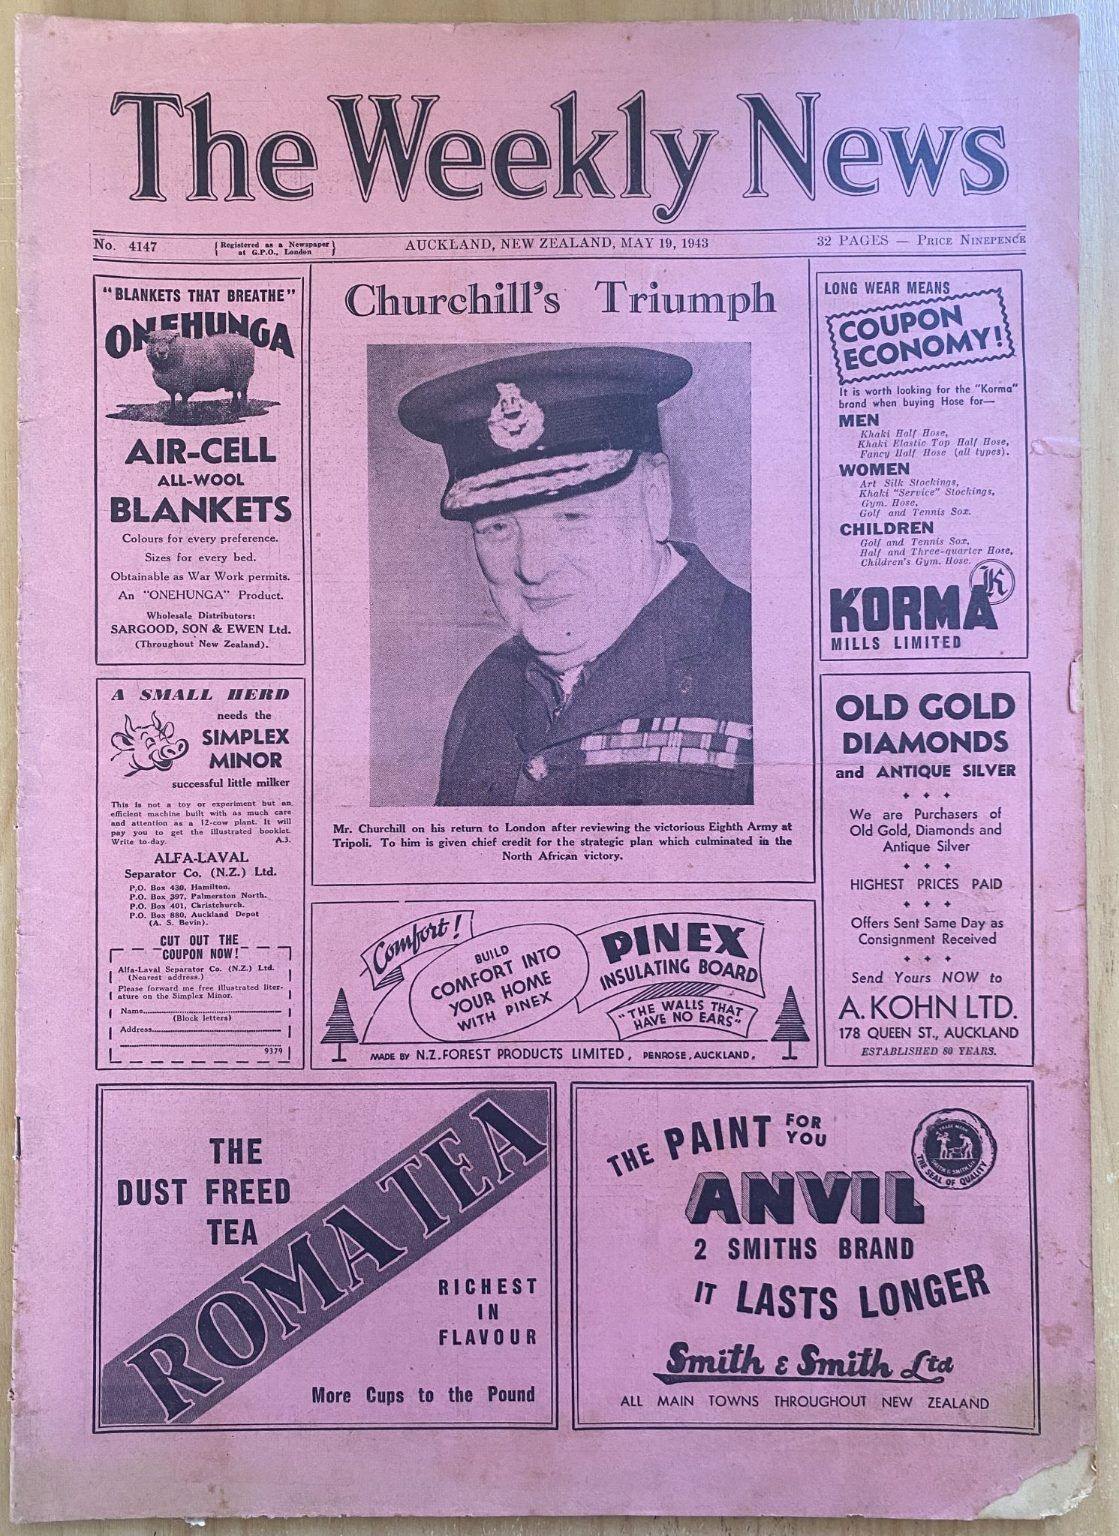 The Weekly News
No. 4147
Registered as a Newspaper
at G.P.O., London
AUCKLAND, NEW ZEALAND, MAY 19, 1943
32 PAGES — PRICE NINEPENCE
"BLANKETS THAT BREATHE"
ONEHUNGA
AIR-CELL
ALL-WOOL
BLANKETS
Colours for every preference.
Sizes for every bed.
Obtainable as War Work permits.
An "ONEHUNGA" Product.
Wholesale Distributors:
SARGOOD, SON & EWEN Ltd.
(Throughout New Zealand).
A SMALL HERD
needs the
SIMPLEX
MINOR
successful little milker
This is not a toy or experiment but an
efficient machine built with as much care
and attention as a 12-cow plant. It will
pay you to get the illustrated booklet.
Write to-day. A.3.
ALFA-LAVAL
Separator Co. (N.Z.) Ltd.
P.O. Box 430, Hamilton.
P.O. Box 397, Palmerston North.
P.O. Box 401, Christchurch.
P.O. Box 880, Auckland Depot
(A. S. Bevin).
CUT OUT THE
COUPON NOW!
Alfa-Laval Separator Co. (N.Z.) Ltd.
(Nearest address.)
Please forward me free illustrated liter-
ature on the Simplex Minor.
Name
(Block letters)
Address
9379
Churchill's Triumph
Mr. Churchill on his return to London after reviewing the victorious Eighth Army at
Tripoli. To him is given chief credit for the strategic plan which culminated in the
North African victory.
Comfort!
BUILD
COMFORT INTO
YOUR HOME
WITH PINEX
PINEX
INSULATING BOARD
"THE WALLS THAT
HAVE NO EARS"
MADE BY N.Z. FOREST PRODUCTS LIMITED, PENROSE, AUCKLAND,
LONG WEAR MEANS
COUPON
ECONOMY!
It is worth looking for the "Korma"
brand when buying Hose for—
MEN
Khaki Half Hose,
Khaki Elastic Top Half Hose,
Fancy Half Hose (all types).
WOMEN
Art Silk Stockings,
Khaki "Service" Stockings,
Gym. Hose,
Golf and Tennis Sox.
CHILDREN
Golf and Tennis Sox,
Half and Three-quarter Hose,
Children's Gym. Hose.
K
KORMA
MILLS LIMITED
OLD GOLD
DIAMONDS
and ANTIQUE SILVER
We are Purchasers of
Old Gold, Diamonds and
Antique Silver
HIGHEST PRICES PAID
Offers Sent Same Day as
Consignment Received
Send Yours NOW to
A. KOHN LTD.
178 QUEEN ST., AUCKLAND
ESTABLISHED 80 YEARS.
THE
DUST FREED
TEA
ROMA TEA
RICHEST
IN
FLAVOUR
More Cups to the Pound
THE PAINT FOR
YOU
TRADE MARK
SMITH & SMITH LTD
THE SEAL OF QUALITY
ANVIL
2 SMITHS BRAND
IT LASTS LONGER
Smith & Smith Ltd
ALL MAIN TOWNS THROUGHOUT NEW ZEALAND